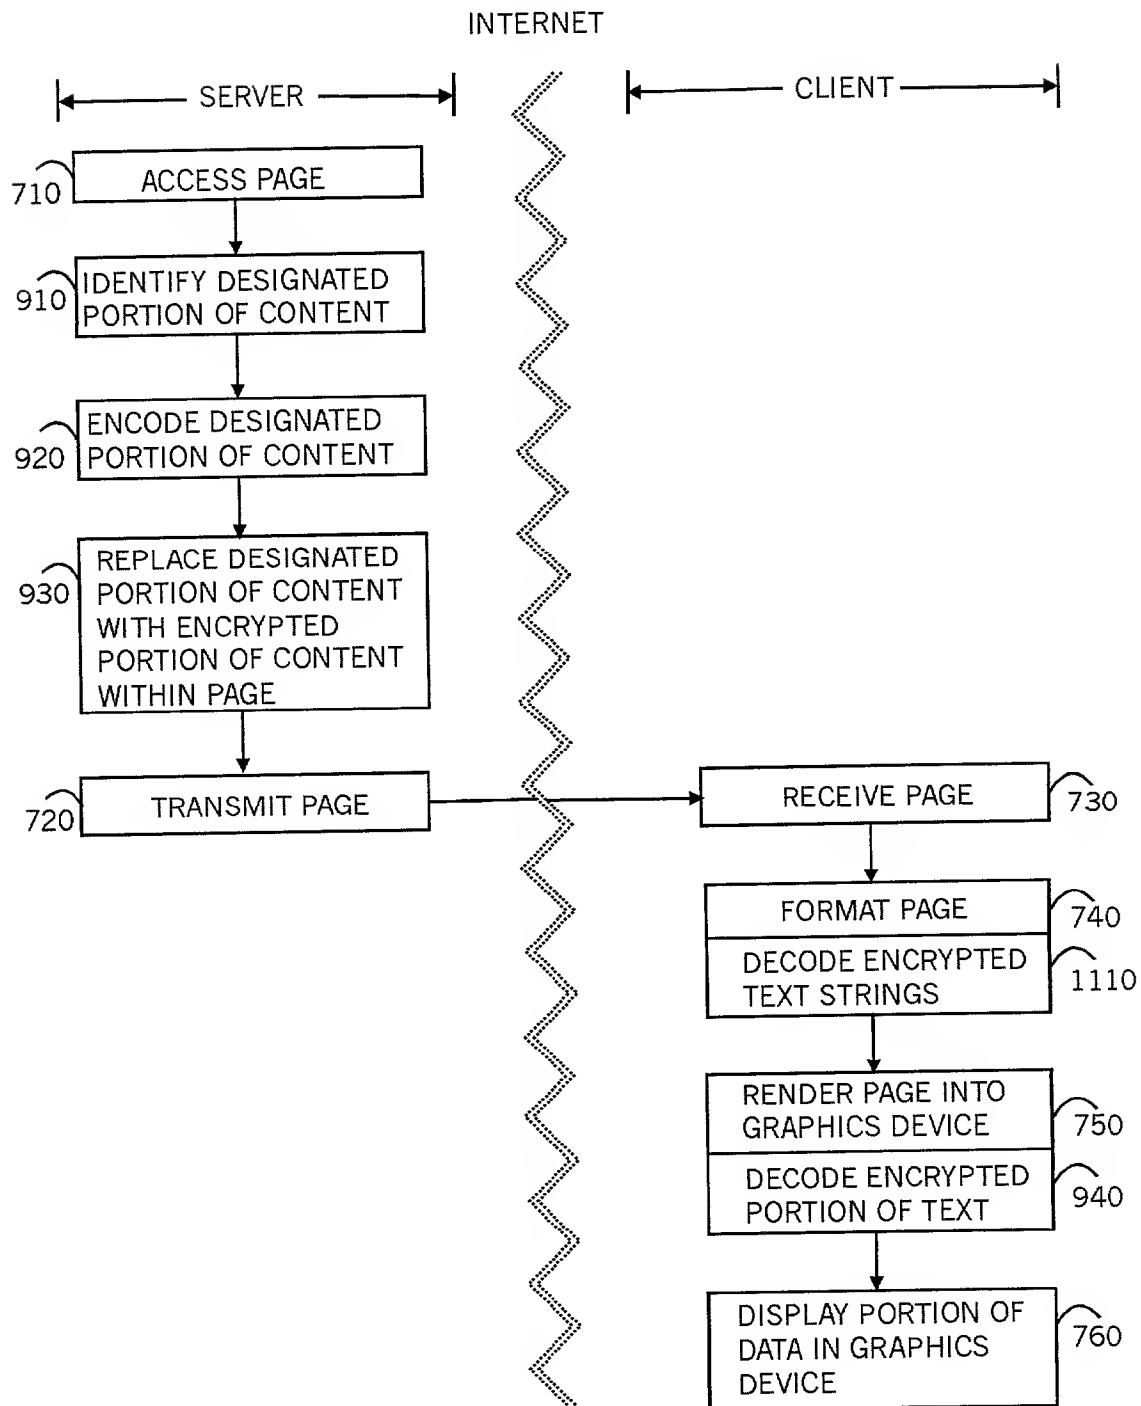 INTERNET
SERVER
CLIENT
ACCESS PAGE
710
IDENTIFY DESIGNATED
PORTION OF CONTENT
910
ENCODE DESIGNATED
PORTION OF CONTENT
920
REPLACE DESIGNATED
PORTION OF CONTENT
WITH ENCRYPTED
PORTION OF CONTENT
WITHIN PAGE
930
TRANSMIT PAGE
720
RECEIVE PAGE
730
FORMAT PAGE
740
DECODE ENCRYPTED
TEXT STRINGS
1110
RENDER PAGE INTO
GRAPHICS DEVICE
750
DECODE ENCRYPTED
PORTION OF TEXT
940
DISPLAY PORTION OF
DATA IN GRAPHICS
DEVICE
760